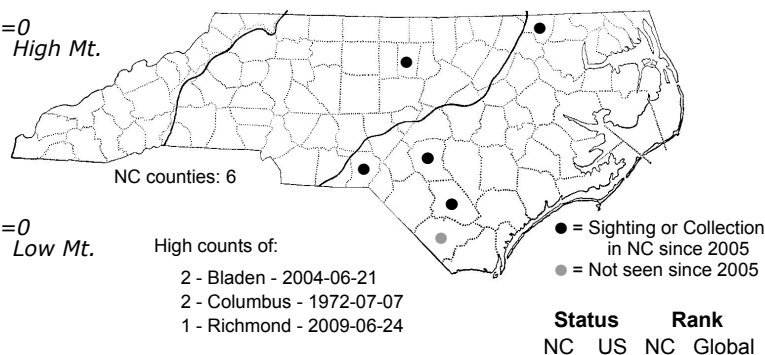 =0
High Mt.
NC counties: 6
=0
Low Mt.
High counts of:
2 - Bladen - 2004-06-21
2 - Columbus - 1972-07-07
1 - Richmond - 2009-06-24
= Sighting or Collection
in NC since 2005
= Not seen since 2005
Status Rank
NC US NC Global